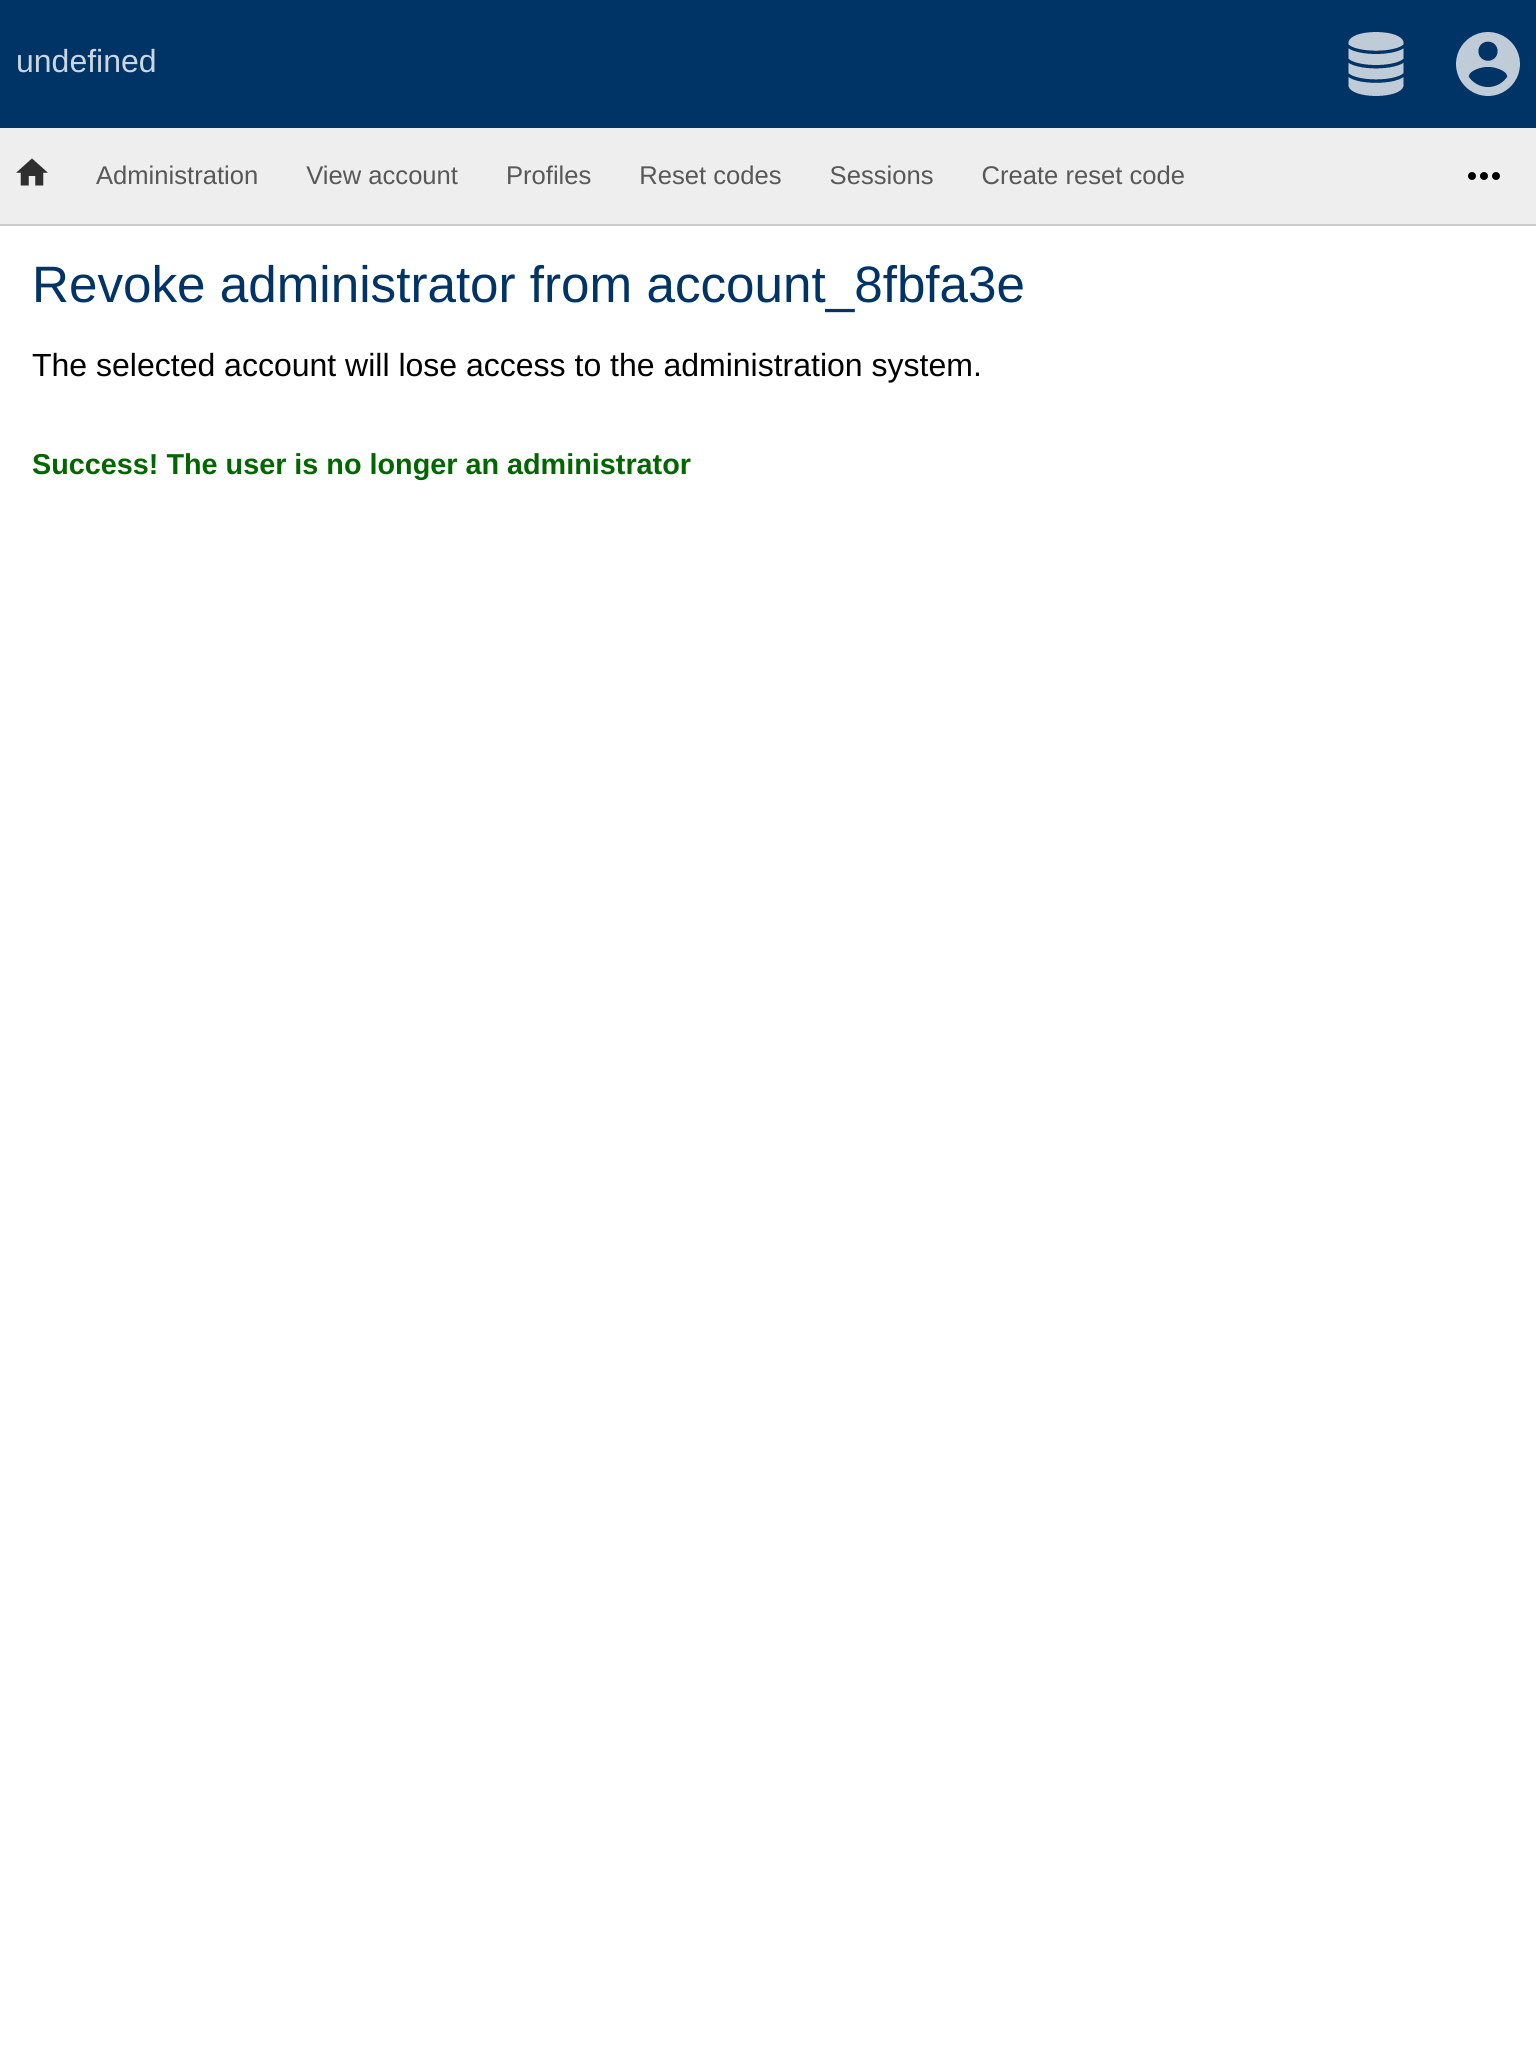 undefined
Administration View account Profiles Reset codes Sessions Create reset code
Revoke administrator from account_8fbfa3e
The selected account will lose access to the administration system.
Success! The user is no longer an administrator